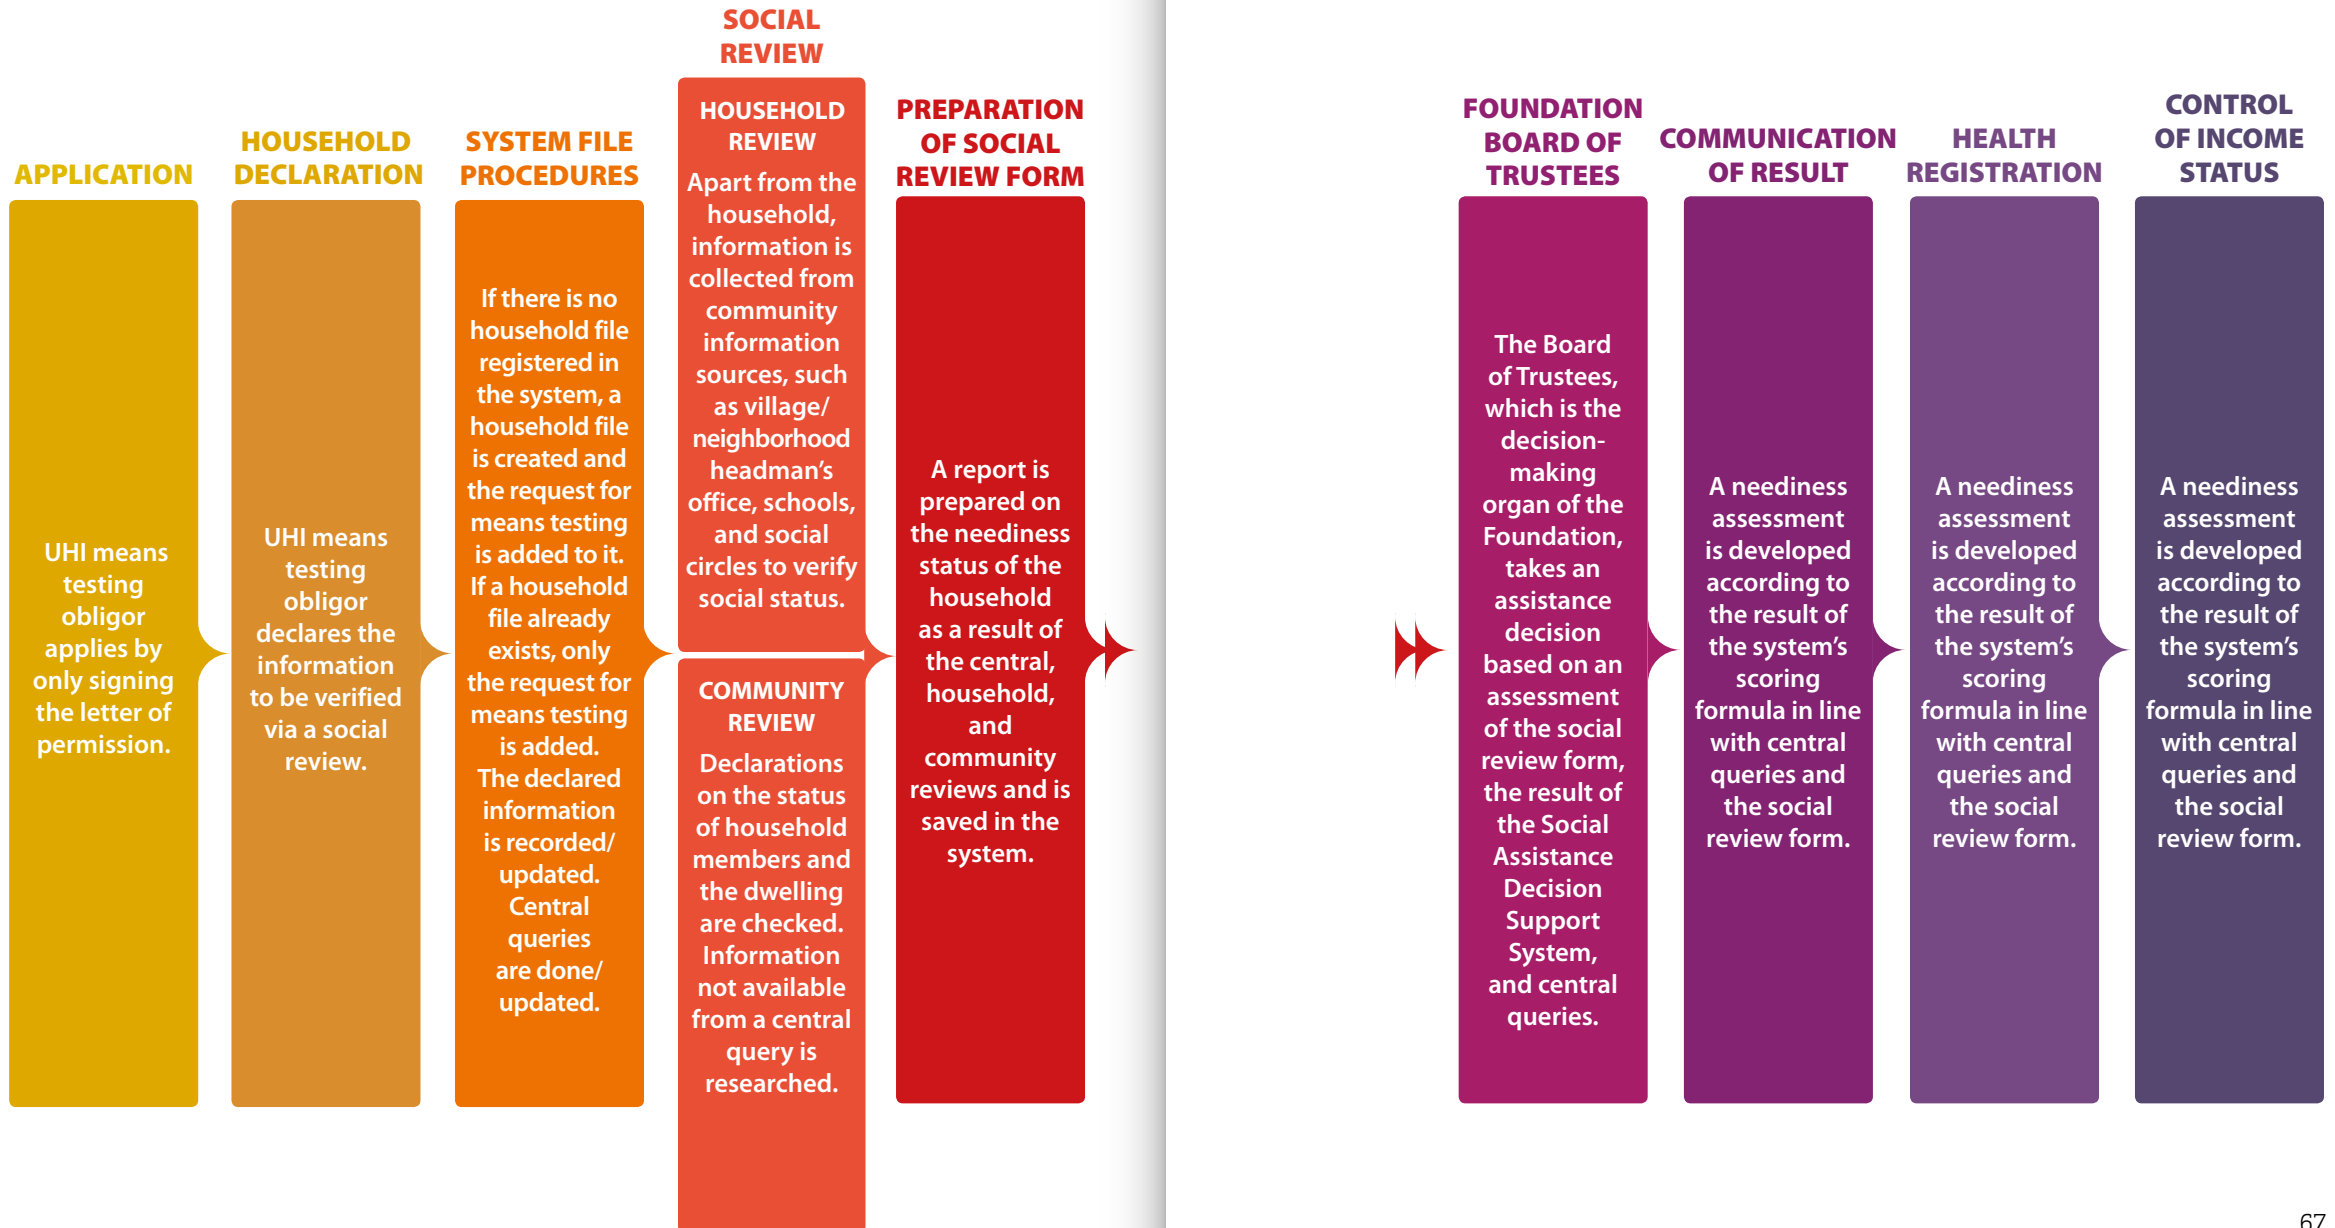 APPLICATION
UHI means
testing
obligor
applies by
only signing
the letter of
permission.
HOUSEHOLD
DECLARATION
UHI means
testing
obligor
declares the
information
to be verified
via a social
review.
SYSTEM FILE
PROCEDURES
If there is no
household file
registered in
the system, a
household file
is created and
the request for
means testing
is added to it.
If a household
file already
exists, only
the request for
means testing
is added.
The declared
information
is recorded/
updated.
Central
queries
are done/
updated.
SOCIAL
REVIEW
HOUSEHOLD
REVIEW
Apart from the
household,
information is
collected from
community
information
sources, such
as village/
neighborhood
headman’s
office, schools,
and social
circles to verify
social status.
COMMUNITY
REVIEW
Declarations
on the status
of household
members and
the dwelling
are checked.
Information
not available
from a central
query is
researched.
PREPARATION
OF SOCIAL
REVIEW FORM
A report is
prepared on
the neediness
status of the
household
as a result of
the central,
household,
and
community
reviews and is
saved in the
system.
FOUNDATION
BOARD OF
TRUSTEES
The Board
of Trustees,
which is the
decision-
making
organ of the
Foundation,
takes an
assistance
decision
based on an
assessment
of the social
review form,
the result of
the Social
Assistance
Decision
Support
System,
and central
queries.
COMMUNICATION
OF RESULT
A neediness
assessment
is developed
according to
the result of
the system’s
scoring
formula in line
with central
queries and
the social
review form.
HEALTH
REGISTRATION
A neediness
assessment
is developed
according to
the result of
the system’s
scoring
formula in line
with central
queries and
the social
review form.
CONTROL
OF INCOME
STATUS
A neediness
assessment
is developed
according to
the result of
the system’s
scoring
formula in line
with central
queries and
the social
review form.
67